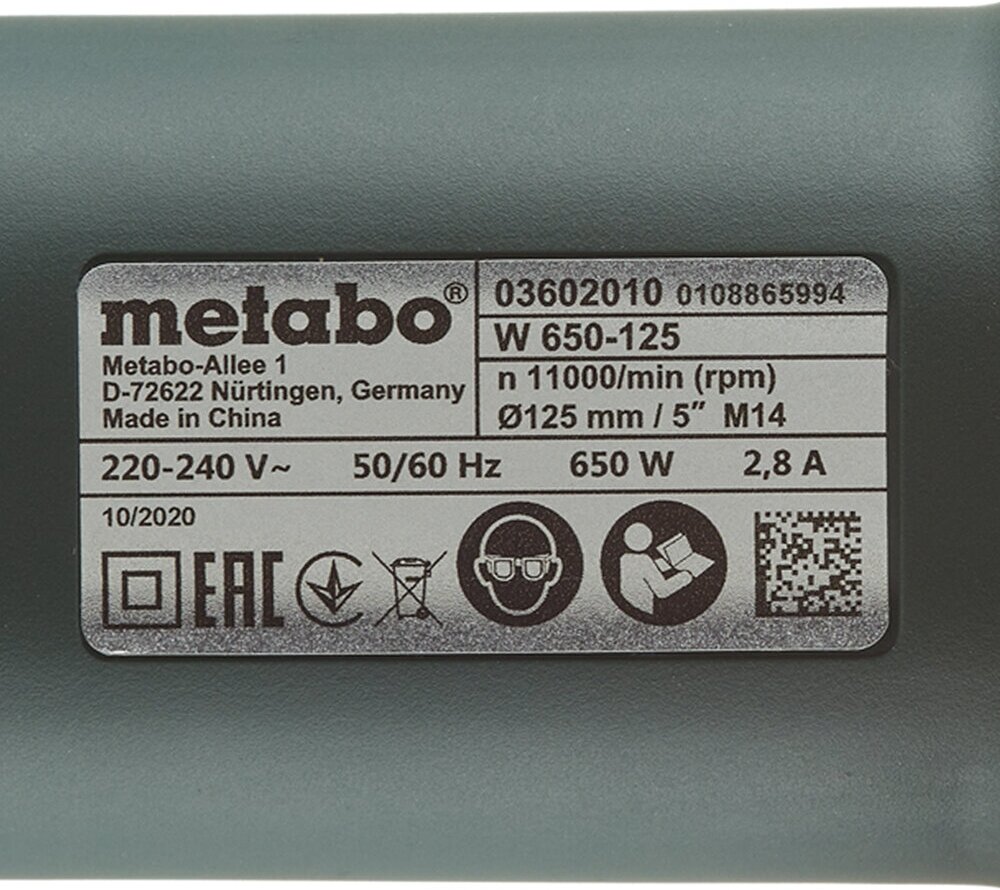 metabo®
Metabo-Allee 1
D-72622 Nürtingen, Germany
Made in China
03602010 0108865994
W 650-125
n 11000/min (rpm)
Ø125 mm / 5″ M14
220-240 V~ 50/60 Hz 650 W 2,8 A
10/2020
EAC